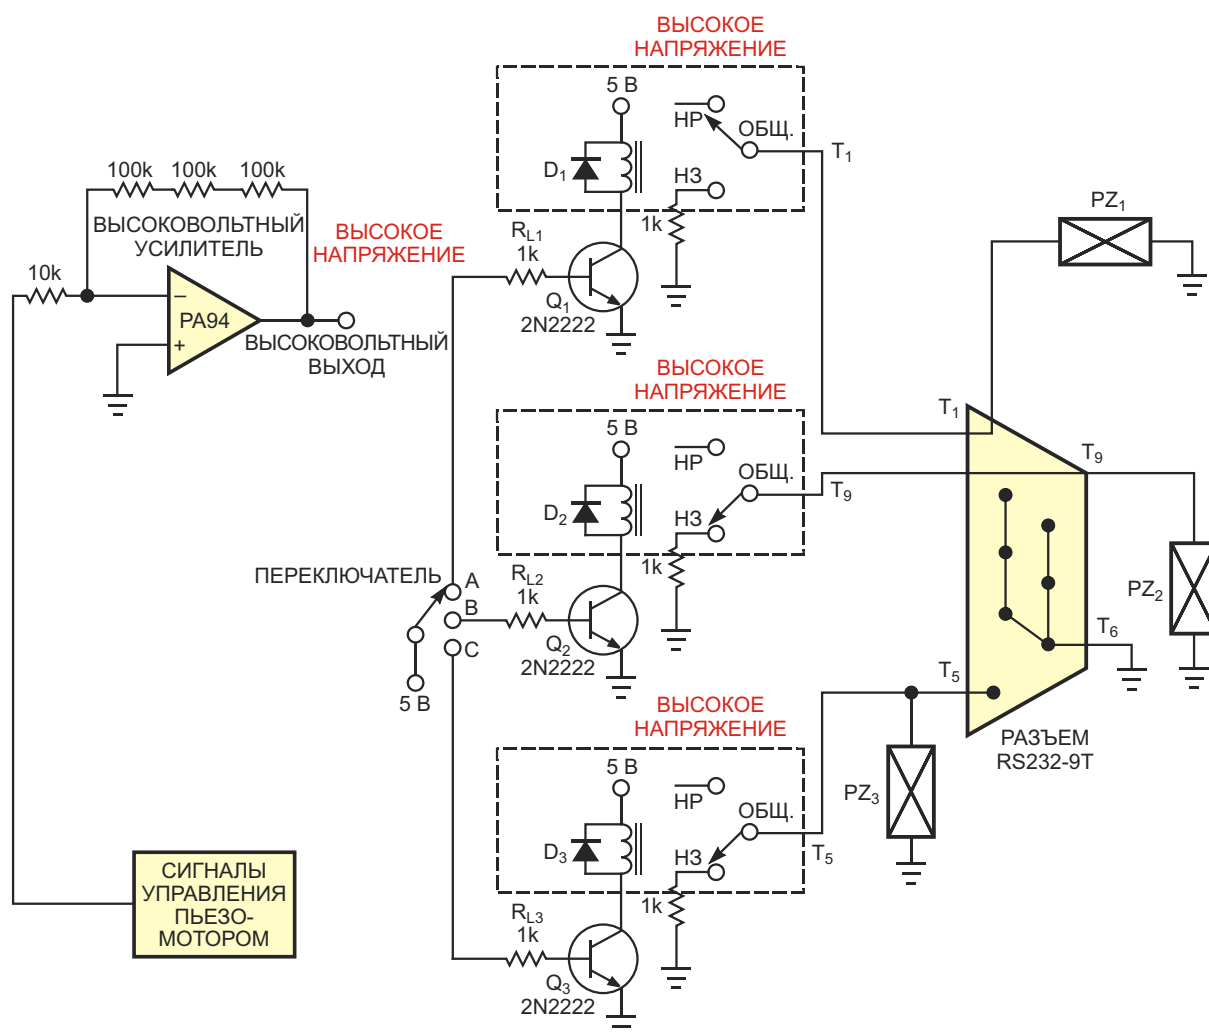 ВЫСОКОЕ
НАПРЯЖЕНИЕ
5 В
НР
ОБЩ.
D1
НЗ
1k
T1
100k 100k 100k
ВЫСОКОВОЛЬТНЫЙ
УСИЛИТЕЛЬ
ВЫСОКОЕ
НАПРЯЖЕНИЕ
10k
−
PA94
+
ВЫСОКОВОЛЬТНЫЙ
ВЫХОД
RL1
1k
Q1
2N2222
PZ1
ВЫСОКОЕ
НАПРЯЖЕНИЕ
5 В
НР
ОБЩ.
D2
НЗ
1k
T9
T1
T9
ПЕРЕКЛЮЧАТЕЛЬ
A
B
C
5 В
RL2
1k
Q2
2N2222
PZ2
T6
T5
ВЫСОКОЕ
НАПРЯЖЕНИЕ
5 В
НР
ОБЩ.
D3
НЗ
1k
T5
PZ3
РАЗЪЕМ
RS232-9T
СИГНАЛЫ
УПРАВЛЕНИЯ
ПЬЕЗО-
МОТОРОМ
RL3
1k
Q3
2N2222